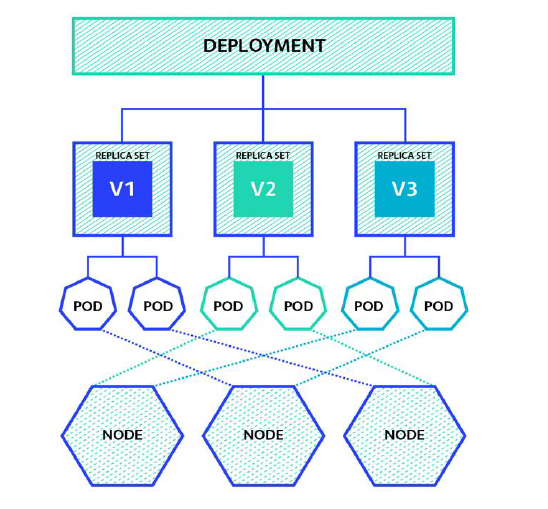 DEPLOYMENT
REPLICA SET
V1
REPLICA SET
V2
REPLICA SET
V3
POD
POD
POD
POD
POD
POD
NODE
NODE
NODE